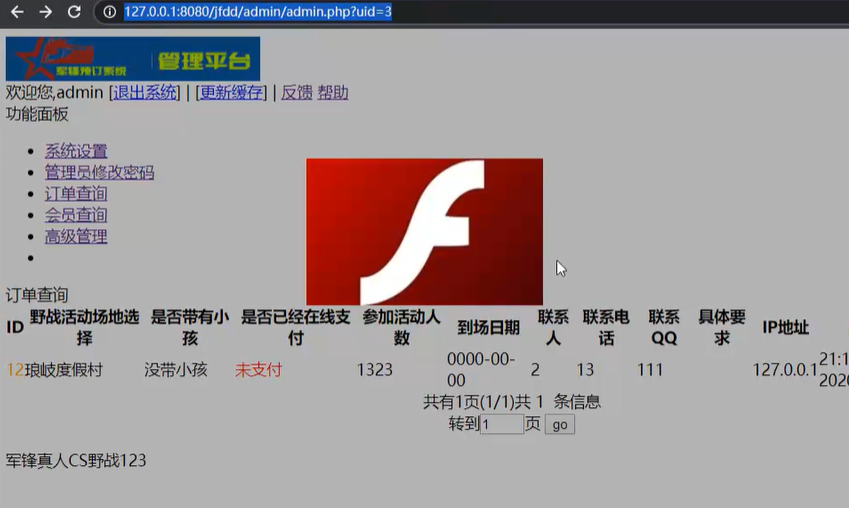 127.0.0.1:8080/jfdd/admin/admin.php?uid=3
军锋预订系统 管理平台
欢迎您,admin [退出系统] | [更新缓存] | 反馈 帮助
功能面板
系统设置
管理员修改密码
订单查询
会员查询
高级管理
订单查询
ID 野战活动场地选择 是否带有小孩 是否已经在线支付 参加活动人数 到场日期 联系人 联系电话 联系QQ 具体要求 IP地址
12 琅岐度假村 没带小孩 未支付 1323 0000-00-00 2 13 111 127.0.0.1 21:1
202
共有1页(1/1)共 1 条信息
转到 1 页 go
军锋真人CS野战123